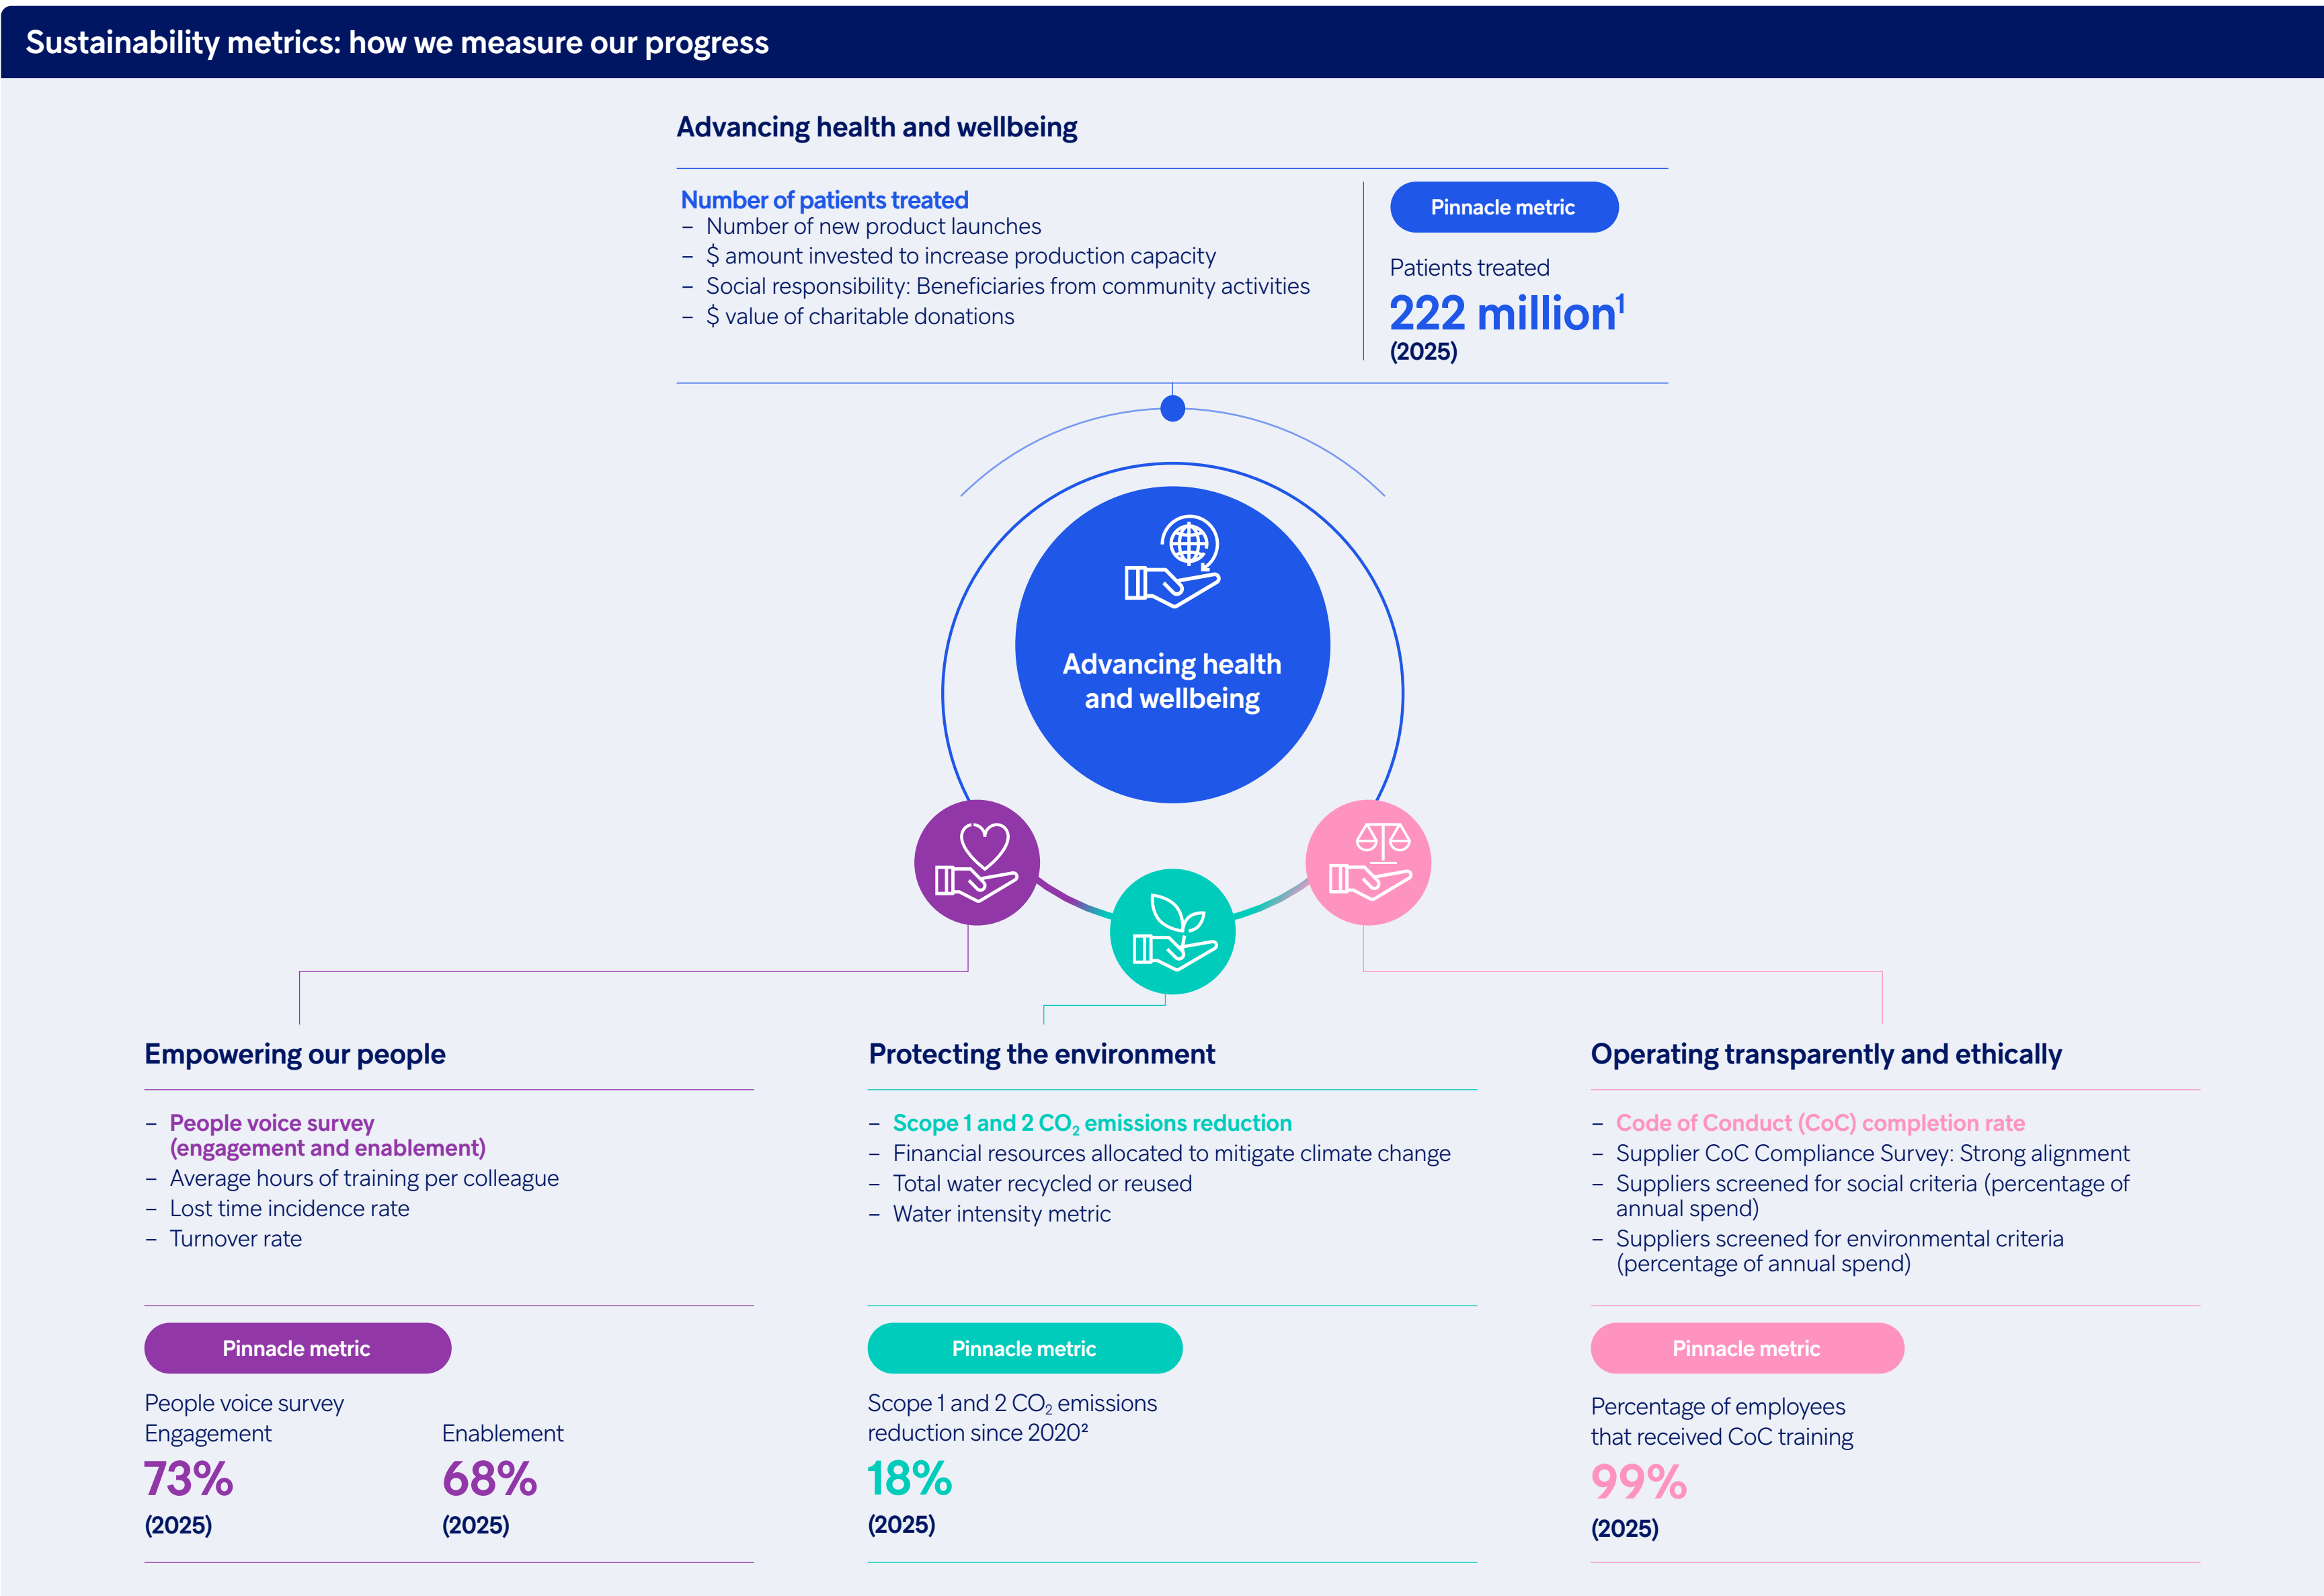 Sustainability metrics: how we measure our progress
Advancing health and wellbeing
Number of patients treated
– Number of new product launches
– $ amount invested to increase production capacity
– Social responsibility: Beneficiaries from community activities
– $ value of charitable donations
Pinnacle metric
Patients treated
222 million¹
(2025)
Advancing health
and wellbeing
Empowering our people
– People voice survey
(engagement and enablement)
– Average hours of training per colleague
– Lost time incidence rate
– Turnover rate
Pinnacle metric
People voice survey
Engagement
73%
(2025)
Enablement
68%
(2025)
Protecting the environment
– Scope 1 and 2 CO₂ emissions reduction
– Financial resources allocated to mitigate climate change
– Total water recycled or reused
– Water intensity metric
Pinnacle metric
Scope 1 and 2 CO₂ emissions
reduction since 2020²
18%
(2025)
Operating transparently and ethically
– Code of Conduct (CoC) completion rate
– Supplier CoC Compliance Survey: Strong alignment
– Suppliers screened for social criteria (percentage of
annual spend)
– Suppliers screened for environmental criteria
(percentage of annual spend)
Pinnacle metric
Percentage of employees
that received CoC training
99%
(2025)